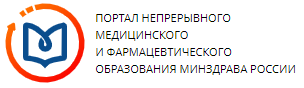 ПОРТАЛ НЕПРЕРЫВНОГО
МЕДИЦИНСКОГО
И ФАРМАЦЕВТИЧЕСКОГО
ОБРАЗОВАНИЯ МИНЗДРАВА РОССИИ